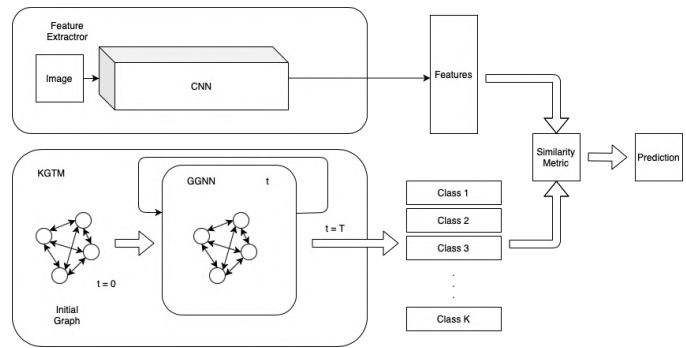 Feature
Extractror
Image
CNN
Features
Similarity
Metric
Prediction
KGTM
GGNN
t
t = 0
Initial
Graph
t = T
Class 1
Class 2
Class 3
.
.
.
Class K